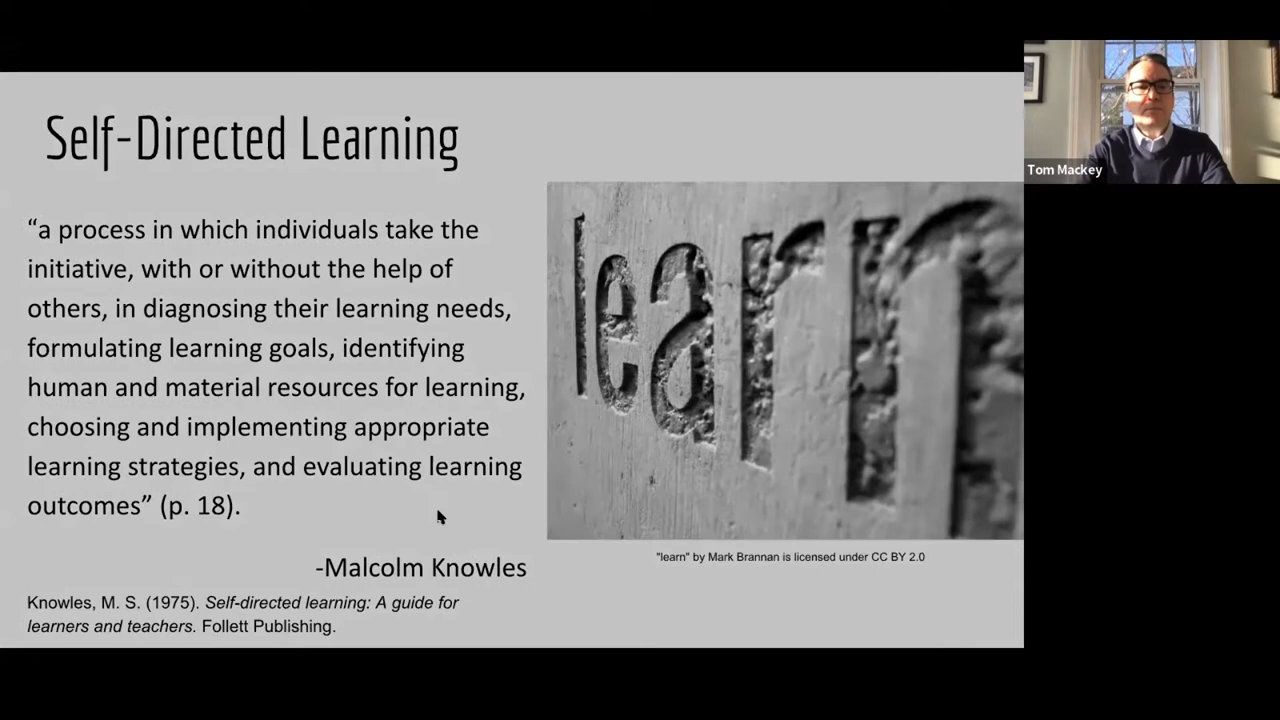 Self-Directed Learning
“a process in which individuals take the
initiative, with or without the help of
others, in diagnosing their learning needs,
formulating learning goals, identifying
human and material resources for learning,
choosing and implementing appropriate
learning strategies, and evaluating learning
outcomes” (p. 18).
-Malcolm Knowles
Knowles, M. S. (1975). Self-directed learning: A guide for
learners and teachers. Follett Publishing.
learn
"learn" by Mark Brannan is licensed under CC BY 2.0
Tom Mackey